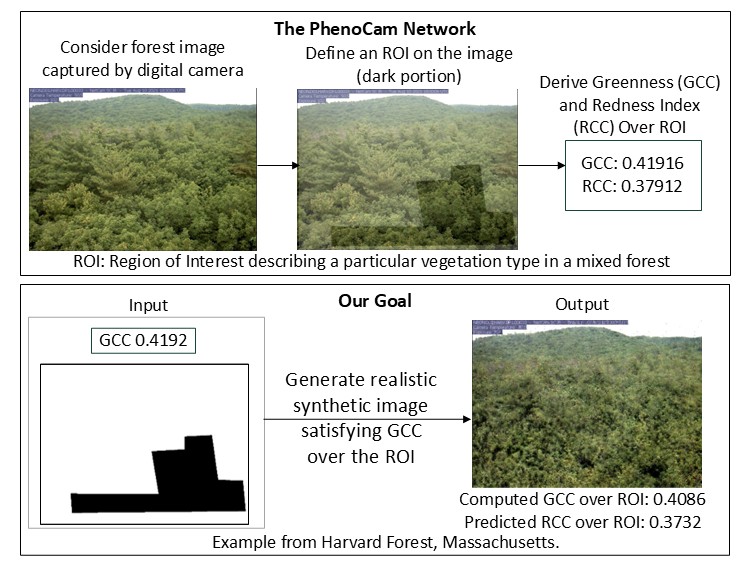 The PhenoCam Network
Consider forest image
captured by digital camera
Define an ROI on the image
(dark portion)
Derive Greenness (GCC)
and Redness Index
(RCC) Over ROI
GCC: 0.41916
RCC: 0.37912
ROI: Region of Interest describing a particular vegetation type in a mixed forest
Our Goal
Input
GCC 0.4192
Generate realistic
synthetic image
satisfying GCC
over the ROI
Output
Computed GCC over ROI: 0.4086
Predicted RCC over ROI: 0.3732
Example from Harvard Forest, Massachusetts.